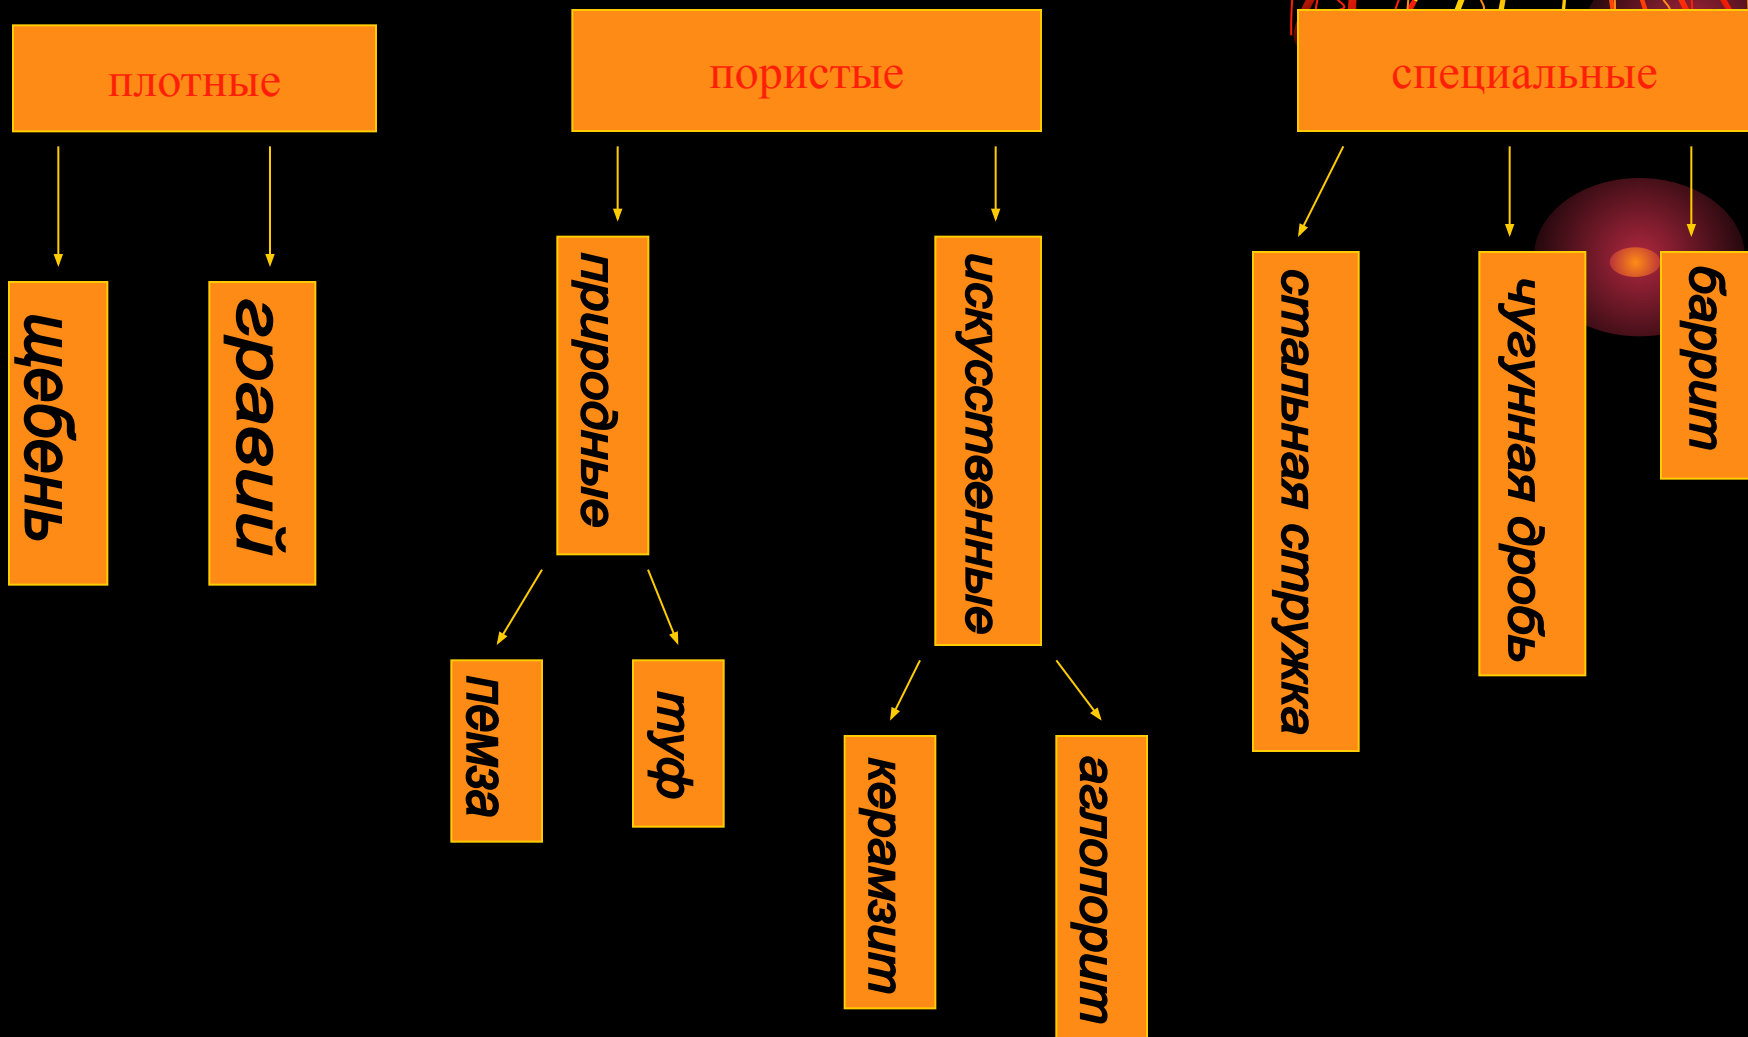 плотные
пористые
специальные
щебень
гравий
природные
искусственные
стальная стружка
чугунная дробь
баррит
пемза
туф
керамзит
аглопорит